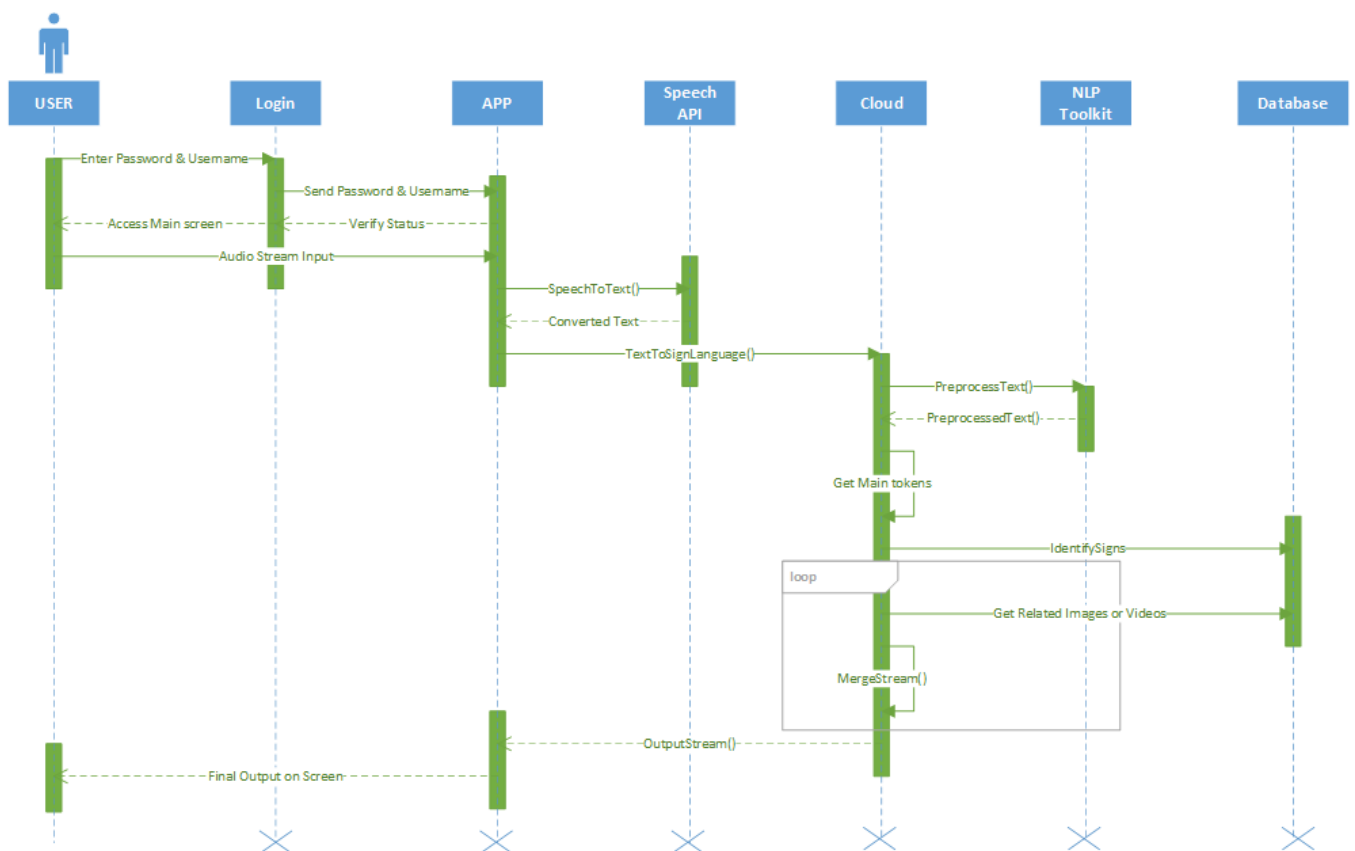 USER
Login
APP
Speech
API
Cloud
NLP
Toolkit
Database
Enter Password & Username
Send Password & Username
Access Main screen
Verify Status
Audio Stream Input
SpeechToText()
Converted Text
TextToSignLanguage()
PreprocessText()
PreprocessedText()
Get Main tokens
IdentifySigns
loop
Get Related Images or Videos
MergeStream()
OutputStream()
Final Output on Screen